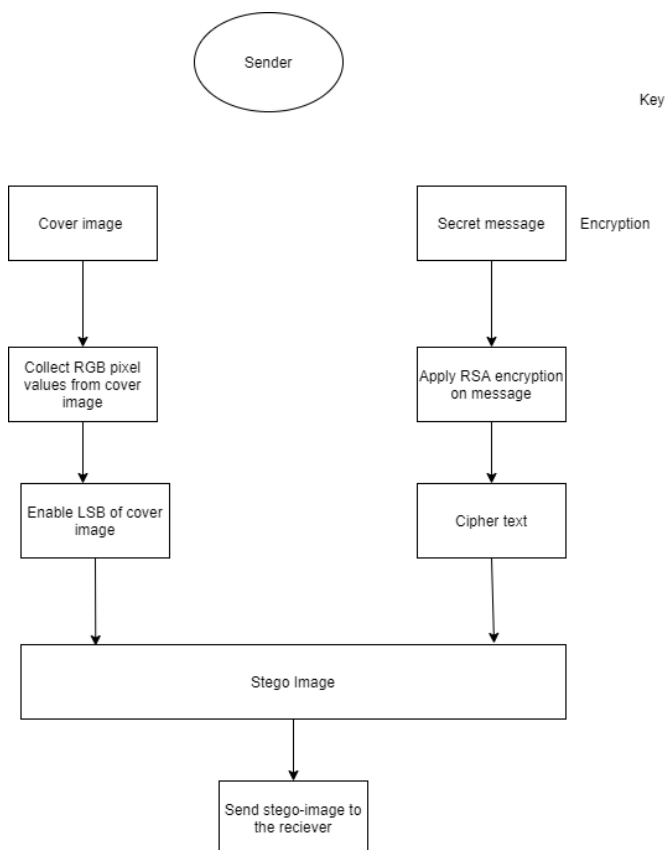 Sender
Key
Cover image
Secret message
Encryption
Collect RGB pixel
values from cover
image
Apply RSA encryption
on message
Enable LSB of cover
image
Cipher text
Stego Image
Send stego-image to
the reciever